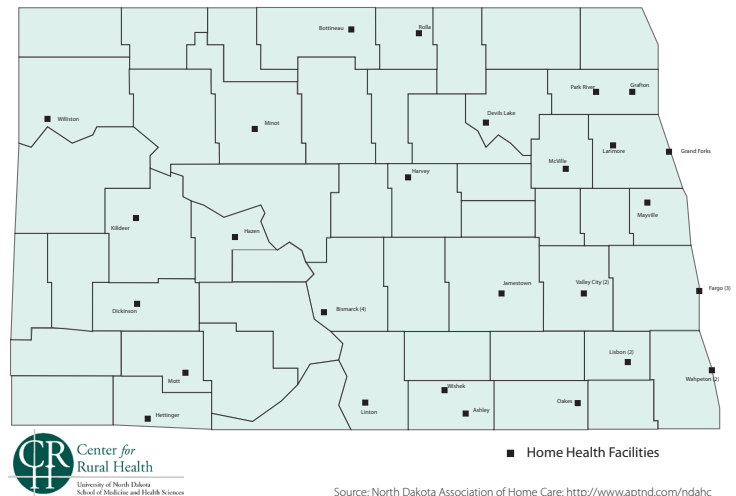 Bottineau
Rolla
Park River
Grafton
Williston
Minot
Devils Lake
Larimore
Grand Forks
McVille
Harvey
Mayville
Killdeer
Hazen
Jamestown
Valley City (2)
Fargo (3)
Dickinson
Bismarck (4)
Lisbon (2)
Mott
Wahpeton (2)
Wishek
Oakes
Hettinger
Linton
Ashley
Home Health Facilities
CRH
Center for
Rural Health
University of North Dakota
School of Medicine and Health Sciences
Source: North Dakota Association of Home Care; http://www.aptnd.com/ndahc